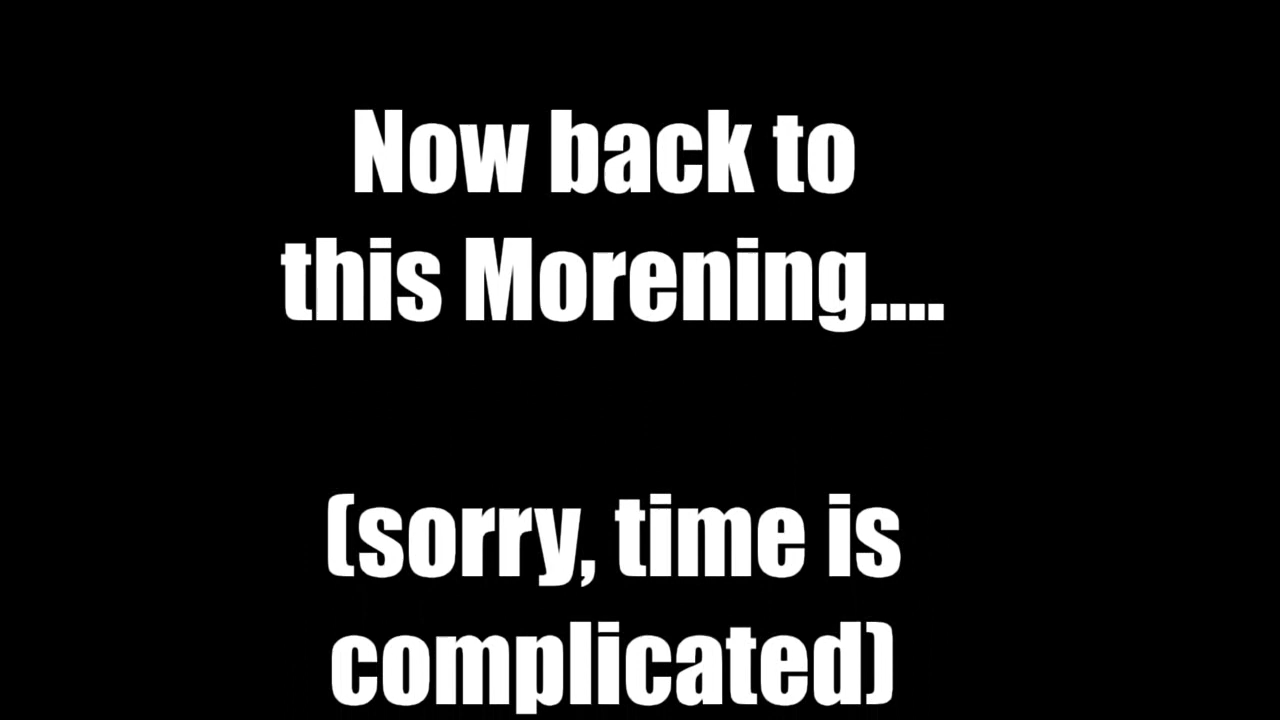 Now back to
this Morening....
(sorry, time is
complicated)